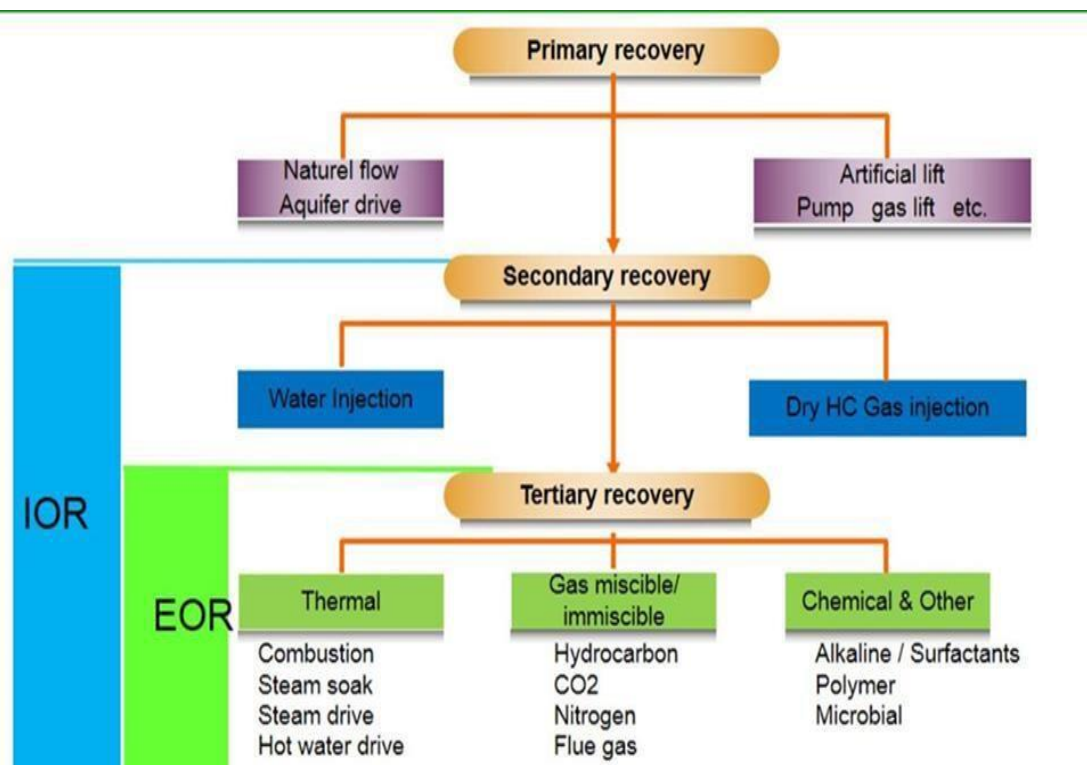 Primary recovery
Naturel flow
Aquifer drive
Artificial lift
Pump gas lift etc.
Secondary recovery
Water Injection
Dry HC Gas injection
Tertiary recovery
IOR
EOR
Thermal
Combustion
Steam soak
Steam drive
Hot water drive
Gas miscible/
immiscible
Hydrocarbon
CO2
Nitrogen
Flue gas
Chemical & Other
Alkaline / Surfactants
Polymer
Microbial